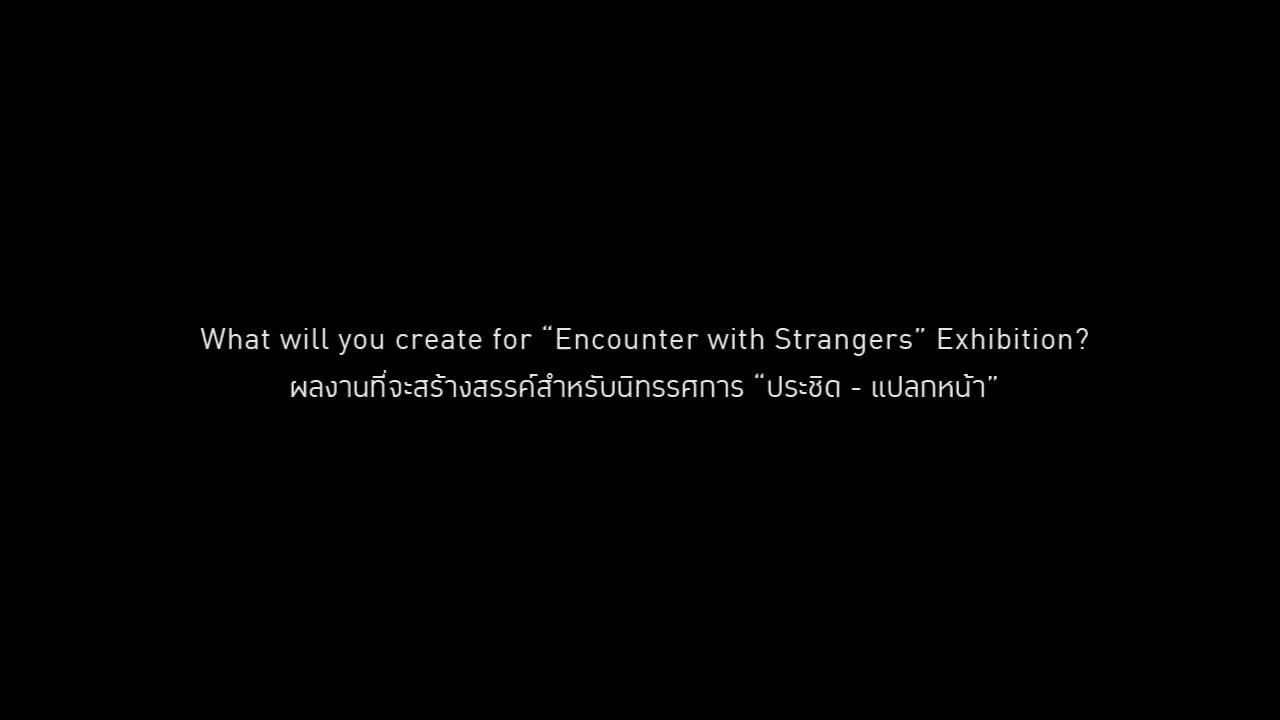 What will you create for “Encounter with Strangers” Exhibition?
ผลงานที่จะสร้างสรรค์สำหรับนิทรรศการ “ประชิด - แปลกหน้า”